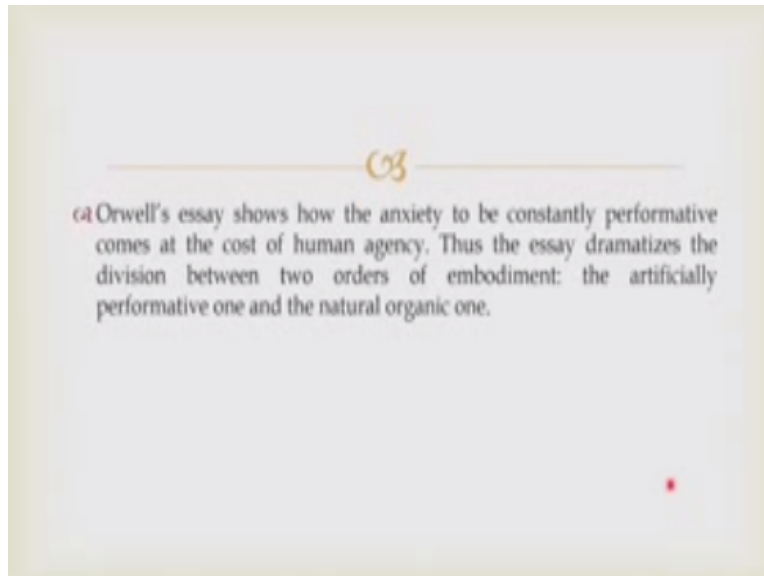 Orwell's essay shows how the anxiety to be constantly performative
comes at the cost of human agency. Thus the essay dramatizes the
division between two orders of embodiment: the artificially
performative one and the natural organic one.